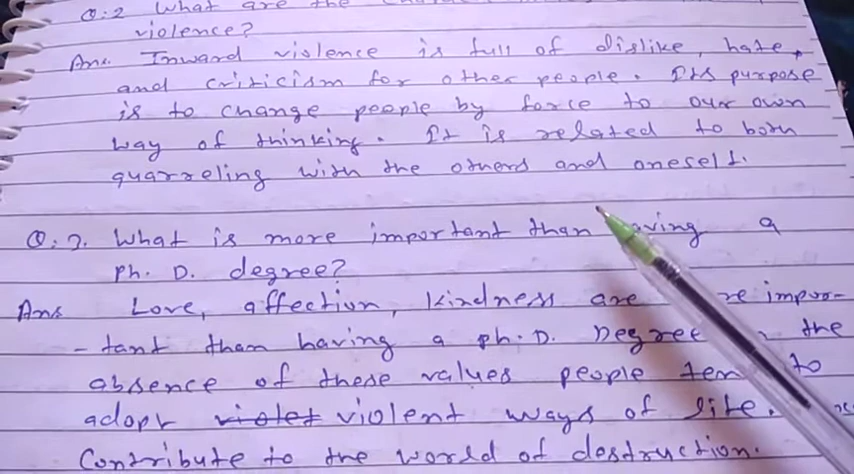 Q:2 What are the
violence?
Ans. Inward violence is full of dislike, hate,
and criticism for other people. Its purpose
is to change people by force to our own
way of thinking. It is related to both
quarreling with the others and oneself.
Q:3. What is more important than a
Ph. D. degree?
Ans Love, affection, kindness are impor-
-tant than having a ph. D. Degree the
absence of these values people to
adopt violet violent ways of life.
Contribute to the world of destruction.